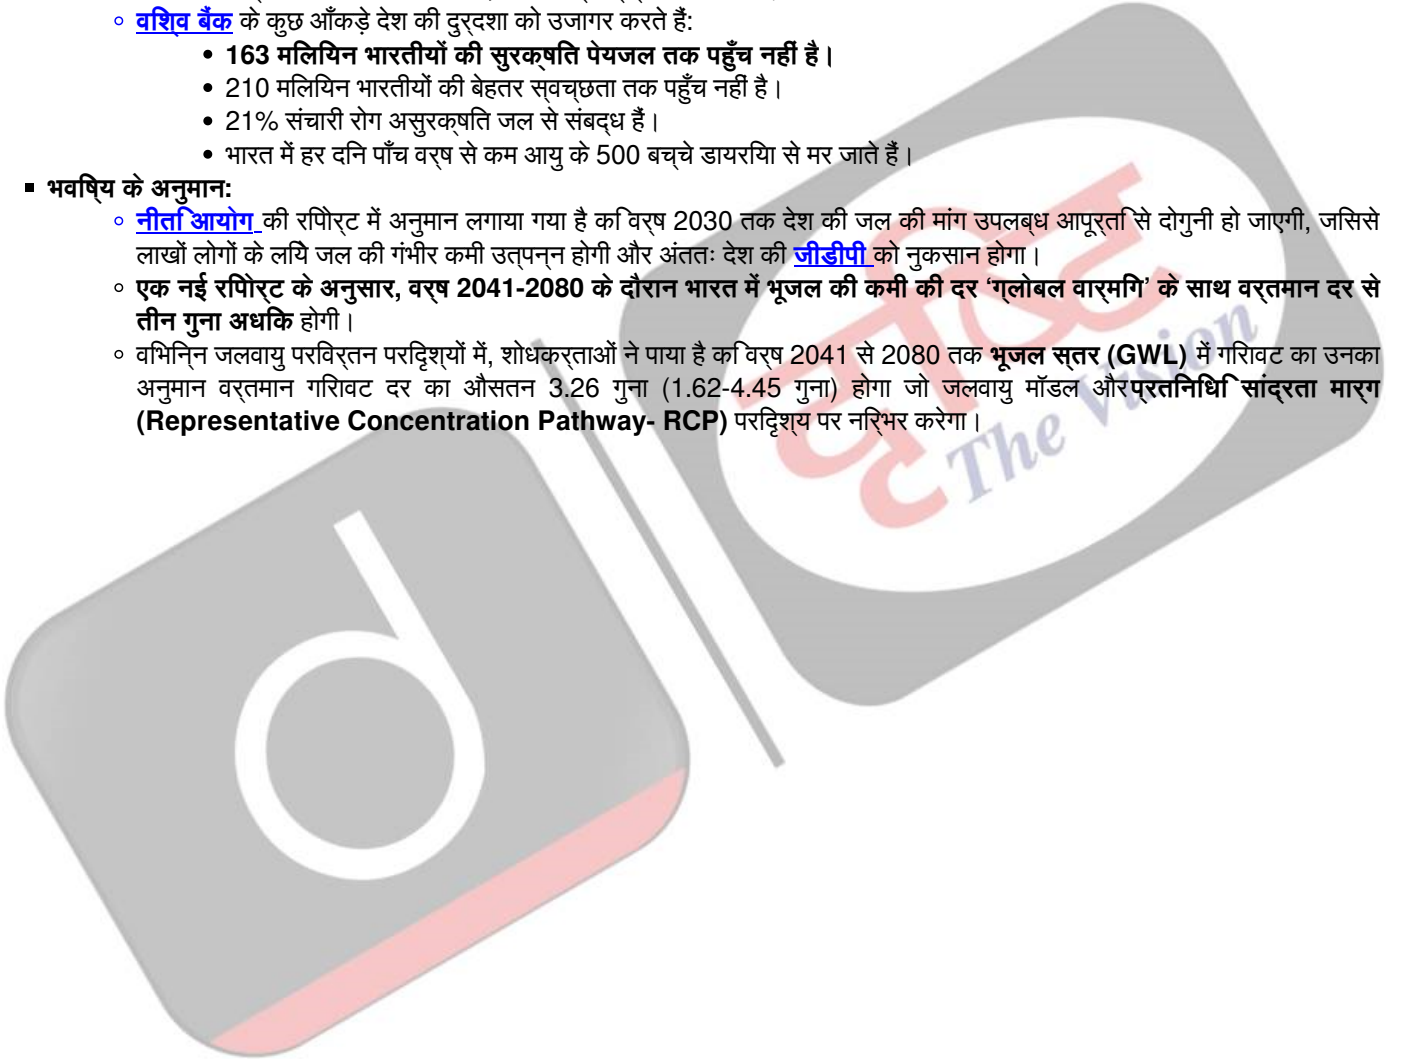 विश्व बैंक के कुछ आँकड़े देश की दुर्दशा को उजागर करते हैं:
163 मिलियन भारतीयों की सुरक्षित पेयजल तक पहुँच नहीं है।
210 मिलियन भारतीयों की बेहतर स्वच्छता तक पहुँच नहीं है।
21% संचारी रोग असुरक्षित जल से संबद्ध हैं।
भारत में हर दिन पाँच वर्ष से कम आयु के 500 बच्चे डायरिया से मर जाते हैं।
भविष्य के अनुमान:
नीति आयोग की रिपोर्ट में अनुमान लगाया गया है कि वर्ष 2030 तक देश की जल की मांग उपलब्ध आपूर्ति से दोगुनी हो जाएगी, जिससे
लाखों लोगों के लिये जल की गंभीर कमी उत्पन्न होगी और अंततः देश की जीडीपी को नुकसान होगा।
एक नई रिपोर्ट के अनुसार, वर्ष 2041-2080 के दौरान भारत में भूजल की कमी की दर ‘ग्लोबल वार्मिंग’ के साथ वर्तमान दर से
तीन गुना अधिक होगी।
विभिन्न जलवायु परिवर्तन परिदृश्यों में, शोधकर्ताओं ने पाया है कि वर्ष 2041 से 2080 तक भूजल स्तर (GWL) में गिरावट का उनका
अनुमान वर्तमान गिरावट दर का औसतन 3.26 गुना (1.62-4.45 गुना) होगा जो जलवायु मॉडल और प्रतिनिधि सांद्रता मार्ग
(Representative Concentration Pathway- RCP) परिदृश्य पर निर्भर करेगा।
दृष्टि
The Vision
d